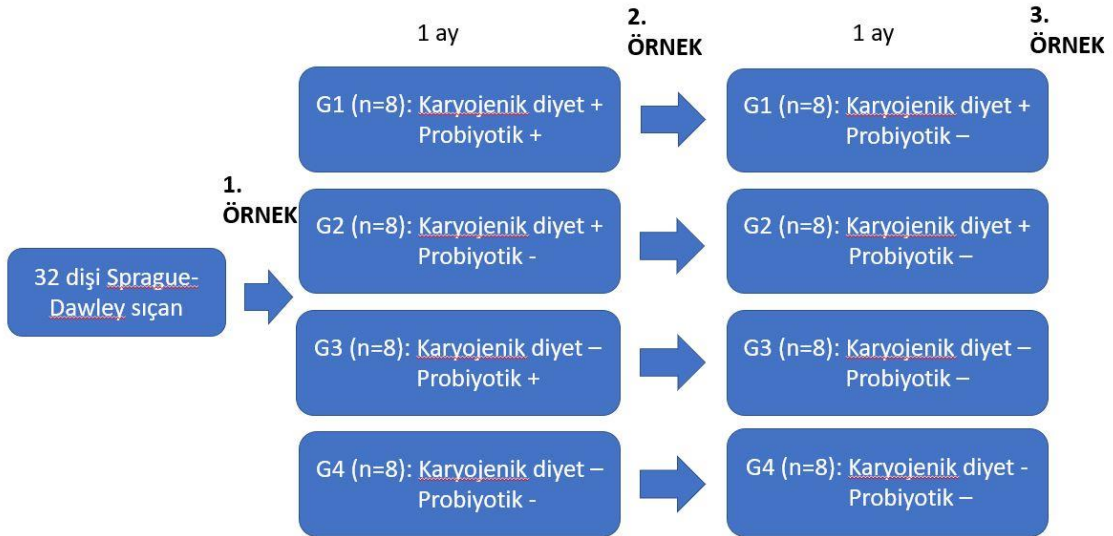 1 ay
2.
ÖRNEK
1 ay
3.
ÖRNEK
G1 (n=8): Karyojenik diyet +
Probiyotik +
G1 (n=8): Karyojenik diyet +
Probiyotik –
1.
ÖRNEK
G2 (n=8): Karyojenik diyet +
Probiyotik -
G2 (n=8): Karyojenik diyet +
Probiyotik –
32 dişi Sprague-
Dawley sıçan
G3 (n=8): Karyojenik diyet –
Probiyotik +
G3 (n=8): Karyojenik diyet –
Probiyotik –
G4 (n=8): Karyojenik diyet –
Probiyotik -
G4 (n=8): Karyojenik diyet -
Probiyotik –